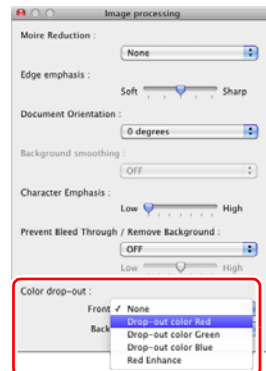 Image processing
Moire Reduction :
None
Edge emphasis :
Soft Sharp
Document Orientation :
0 degrees
Background smoothing :
OFF
Character Emphasis :
Low High
Prevent Bleed Through / Remove Background :
OFF
Low High
Color drop-out :
Front ✓ None
Drop-out color Red
Back Drop-out color Green
Drop-out color Blue
Red Enhance